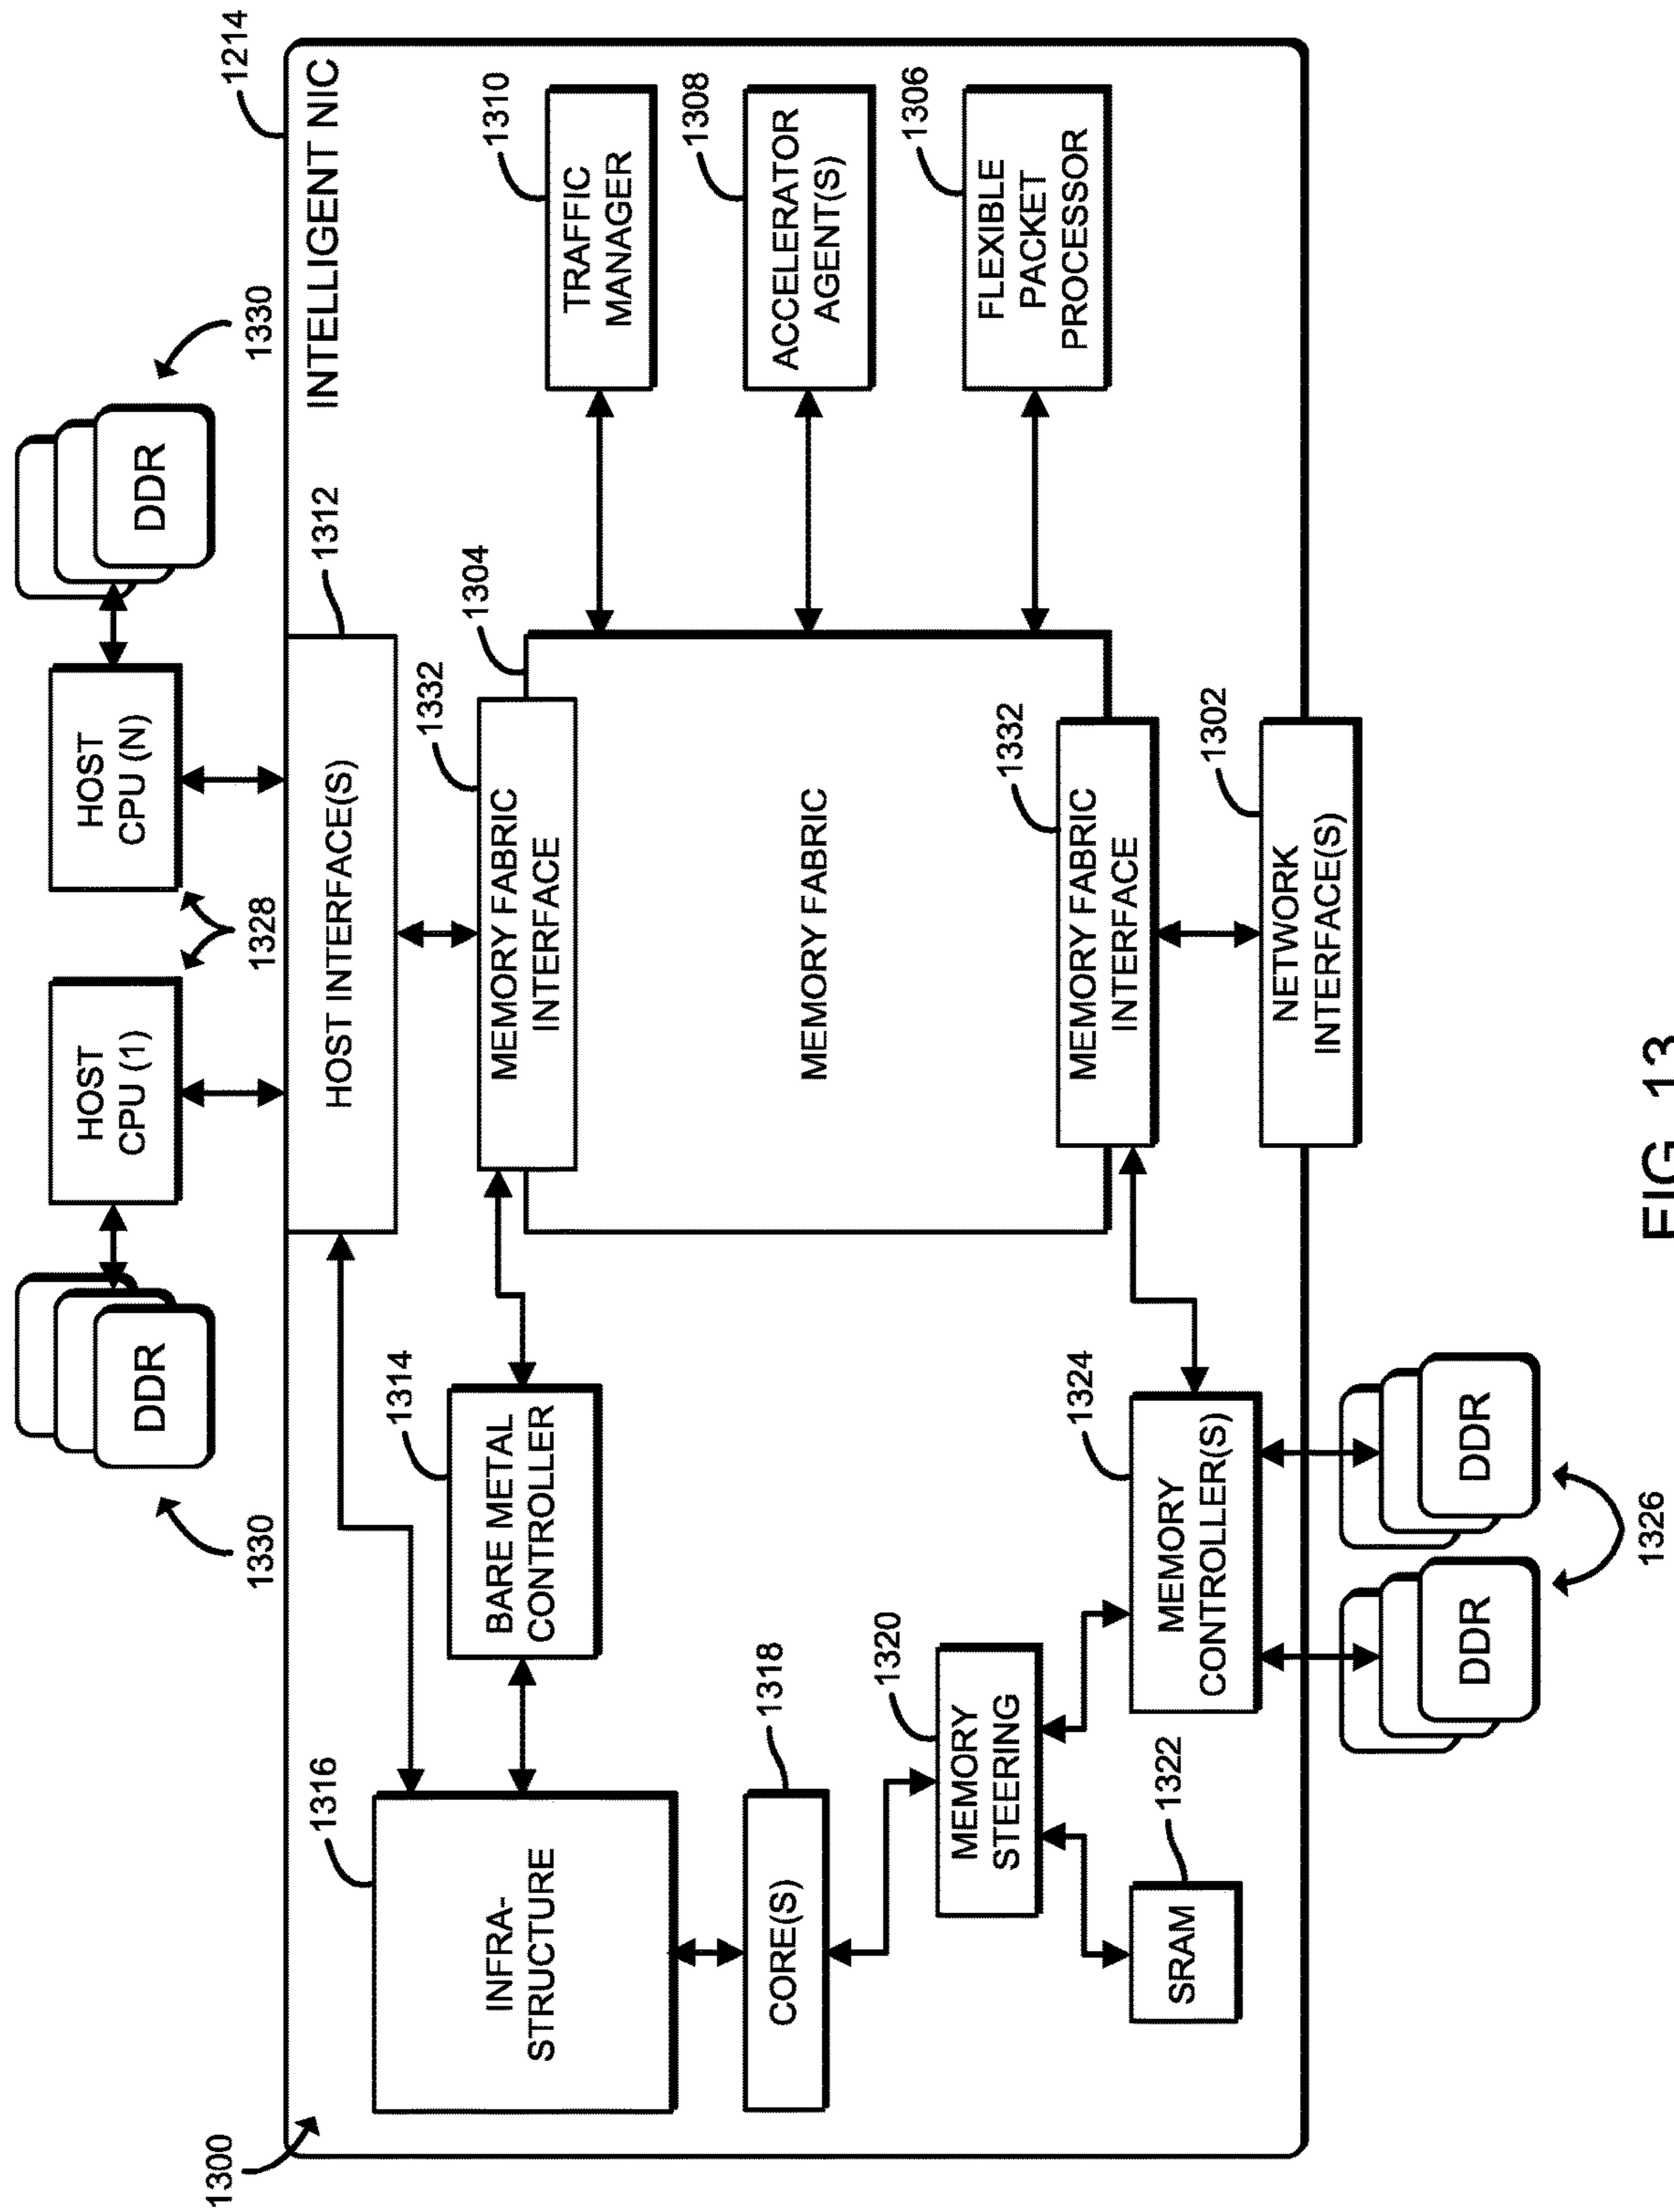 1300
1330
1328
1330
1214
DDR
HOST
CPU (1)
HOST
CPU (N)
DDR
INTELLIGENT NIC
HOST INTERFACE(S)
1312
1316
INFRA-
STRUCTURE
1314
BARE METAL
CONTROLLER
1332
MEMORY FABRIC
INTERFACE
1304
1310
TRAFFIC
MANAGER
1318
CORE(S)
MEMORY FABRIC
1308
ACCELERATOR
AGENT(S)
1320
MEMORY
STEERING
1306
FLEXIBLE
PACKET
PROCESSOR
1332
MEMORY FABRIC
INTERFACE
1322
SRAM
1324
MEMORY
CONTROLLER(S)
1302
NETWORK
INTERFACE(S)
DDR
DDR
1326
FIG. 13